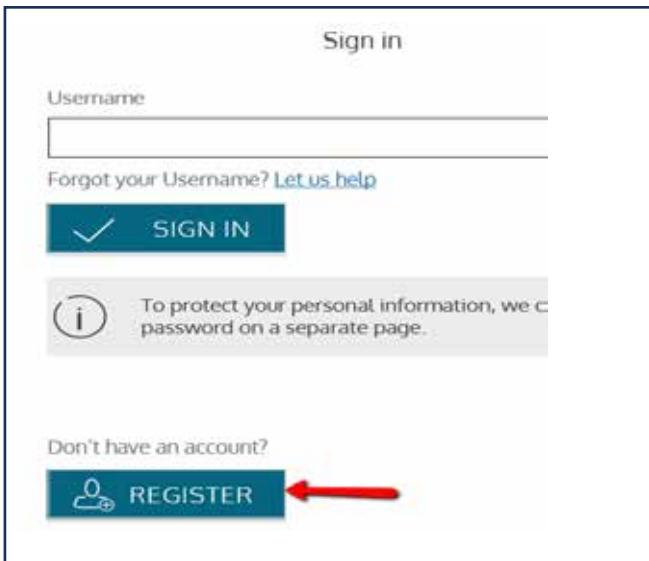 Sign in
Username
Forgot your Username? Let us help
SIGN IN
To protect your personal information, we
password on a separate page.
Don't have an account?
REGISTER